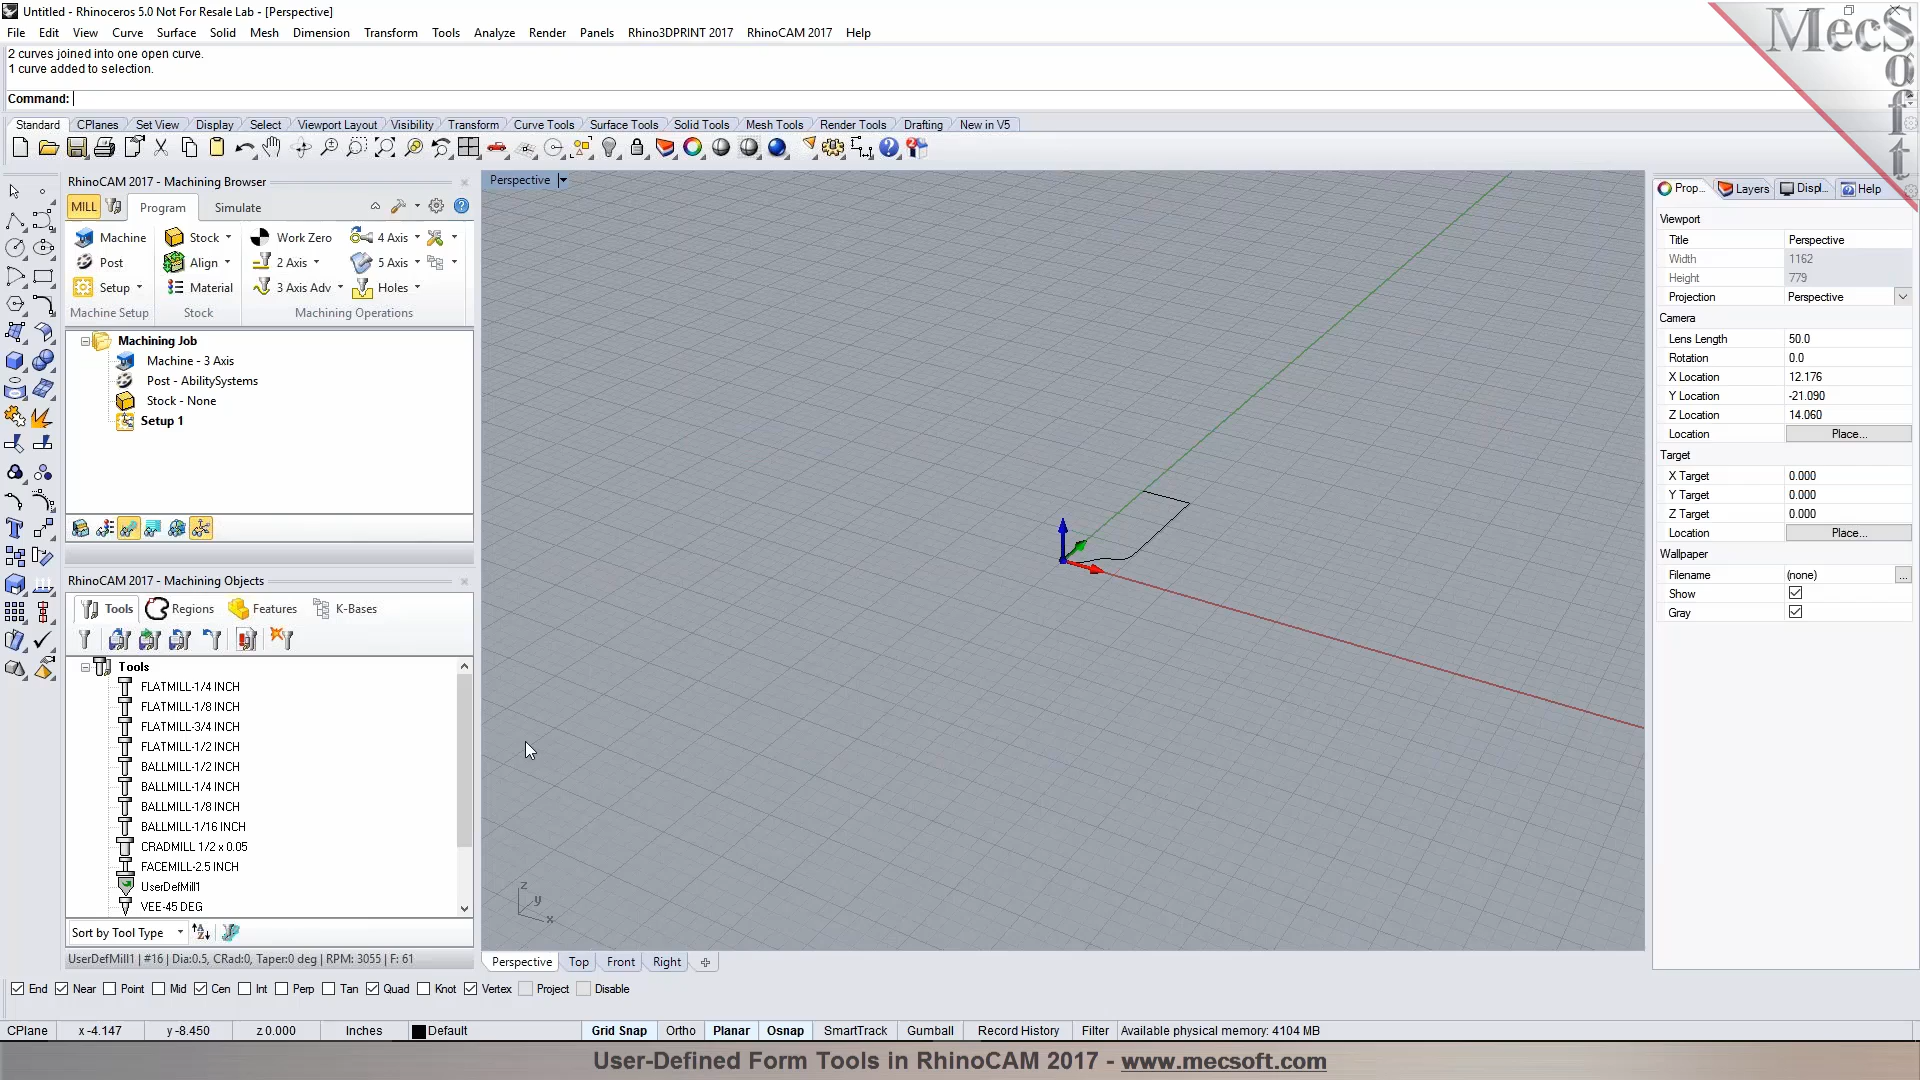 Untitled - Rhinoceros 5.0 Not For Resale Lab - [Perspective]
File Edit View Curve Surface Solid Mesh Dimension Transform Tools Analyze Render Panels Rhino3DPRINT 2017 RhinoCAM 2017 Help
2 curves joined into one open curve.
1 curve added to selection.
Command:
Standard CPlanes Set View Display Select Viewport Layout Visibility Transform Curve Tools Surface Tools Solid Tools Mesh Tools Render Tools Drafting New in V5
MecSoft
RhinoCAM 2017 - Machining Browser
MILL Program Simulate
Machine Stock Work Zero 4 Axis
Post Align 2 Axis 5 Axis
Setup Material 3 Axis Adv Holes
Machine Setup Stock Machining Operations
Machining Job
Machine - 3 Axis
Post - AbilitySystems
Stock - None
Setup 1
RhinoCAM 2017 - Machining Objects
Tools Regions Features K-Bases
Tools
FLATMILL-1/4 INCH
FLATMILL-1/8 INCH
FLATMILL-3/4 INCH
FLATMILL-1/2 INCH
BALLMILL-1/2 INCH
BALLMILL-1/4 INCH
BALLMILL-1/8 INCH
BALLMILL-1/16 INCH
CRADMILL 1/2 x 0.05
FACEMILL-2.5 INCH
UserDefMill1
VEE-45 DEG
Sort by Tool Type
UserDefMill1 | #16 | Dia:0.5, CRad:0, Taper:0 deg | RPM: 3055 | F: 61
Perspective
z
y
x
Perspective Top Front Right
Prop... Layers Displ... Help
Viewport
Title Perspective
Width 1162
Height 779
Projection Perspective
Camera
Lens Length 50.0
Rotation 0.0
X Location 12.176
Y Location -21.090
Z Location 14.060
Location Place...
Target
X Target 0.000
Y Target 0.000
Z Target 0.000
Location Place...
Wallpaper
Filename (none) ...
Show
Gray
End Near Point Mid Cen Int Perp Tan Quad Knot Vertex Project Disable
CPlane x -4.147 y -8.450 z 0.000 Inches Default Grid Snap Ortho Planar Osnap SmartTrack Gumball Record History Filter Available physical memory: 4104 MB
User-Defined Form Tools in RhinoCAM 2017 - www.mecsoft.com